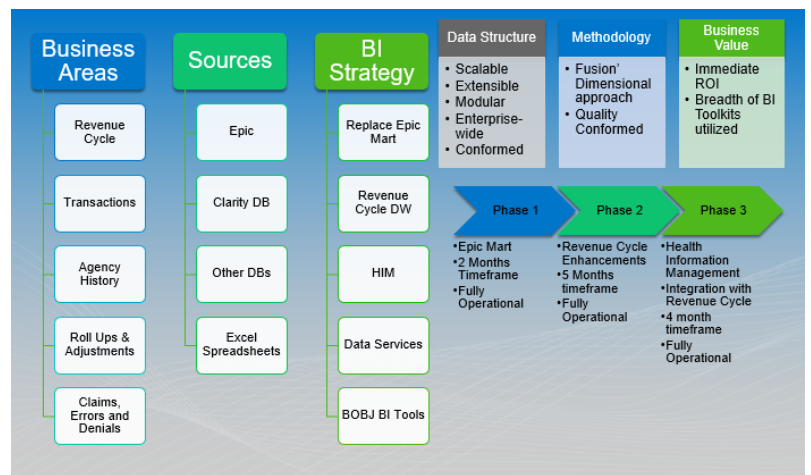 Business
Areas
Revenue
Cycle
Transactions
Agency
History
Roll Ups &
Adjustments
Claims,
Errors and
Denials
Sources
Epic
Clarity DB
Other DBs
Excel
Spreadsheets
BI
Strategy
Replace Epic
Mart
Revenue
Cycle DW
HIM
Data Services
BOBJ BI Tools
Data Structure
• Scalable
• Extensible
• Modular
• Enterprise-
wide
• Conformed
Methodology
• Fusion’
Dimensional
approach
• Quality
Conformed
Business
Value
• Immediate
ROI
• Breadth of BI
Toolkits
utilized
Phase 1
•Epic Mart
•2 Months
Timeframe
•Fully
Operational
Phase 2
•Revenue Cycle
Enhancements
•5 Months
timeframe
•Fully
Operational
Phase 3
•Health
Information
Management
•Integration with
Revenue Cycle
•4 month
timeframe
•Fully
Operational